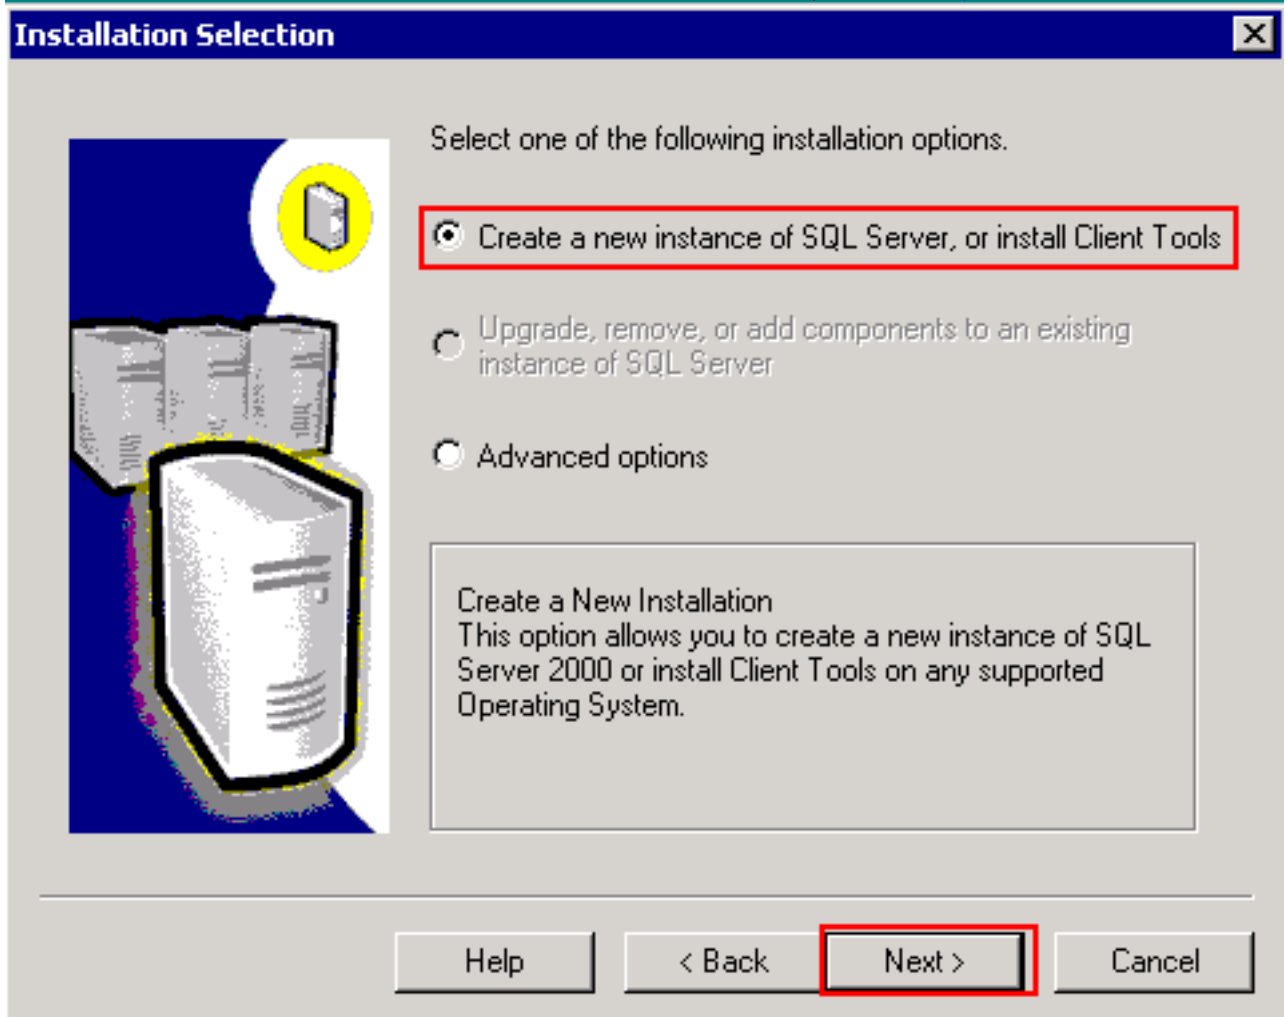 Installation Selection
Select one of the following installation options.
Create a new instance of SQL Server, or install Client Tools
Upgrade, remove, or add components to an existing
instance of SQL Server
Advanced options
Create a New Installation
This option allows you to create a new instance of SQL
Server 2000 or install Client Tools on any supported
Operating System.
Help
< Back
Next >
Cancel